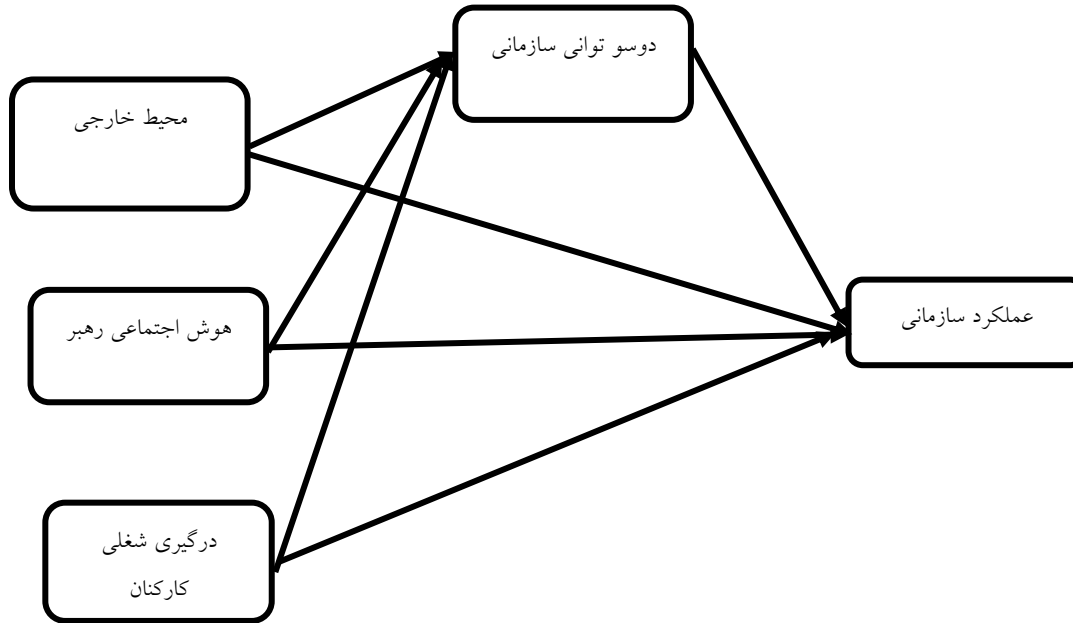 دوسو توانی سازمانی
محیط خارجی
عملکرد سازمانی
هوش اجتماعی رهبر
درگیری شغلی
کارکنان